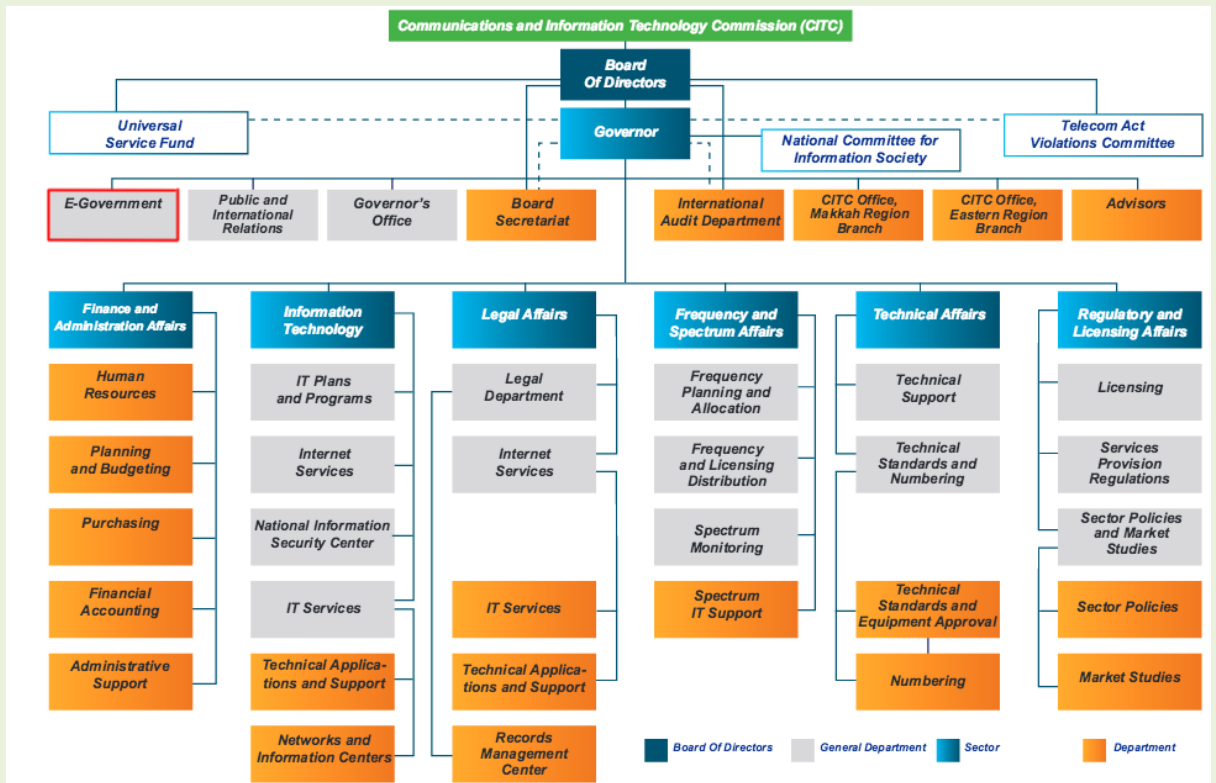 Communications and Information Technology Commission (CITC)
Board
Of Directors
Universal
Service Fund
Governor
National Committee for
Information Society
Telecom Act
Violations Committee
E-Government
Public and
International
Relations
Governor's
Office
Board
Secretariat
International
Audit Department
CITC Office,
Makkah Region
Branch
CITC Office,
Eastern Region
Branch
Advisors
Finance and
Administration Affairs
Information
Technology
Legal Affairs
Frequency and
Spectrum Affairs
Technical Affairs
Regulatory and
Licensing Affairs
Human
Resources
IT Plans
and Programs
Legal
Department
Frequency
Planning and
Allocation
Technical
Support
Licensing
Planning
and Budgeting
Internet
Services
Internet
Services
Frequency
and Licensing
Distribution
Technical
Standards and
Numbering
Services
Provision
Regulations
Purchasing
National Information
Security Center
Spectrum
Monitoring
Sector Policies
and Market
Studies
Financial
Accounting
IT Services
IT Services
Spectrum
IT Support
Technical
Standards and
Equipment Approval
Sector Policies
Administrative
Support
Technical Applica-
tions and Support
Technical Applica-
tions and Support
Numbering
Market Studies
Networks and
Information Centers
Records
Management
Center
Board Of Directors
General Department
Sector
Department